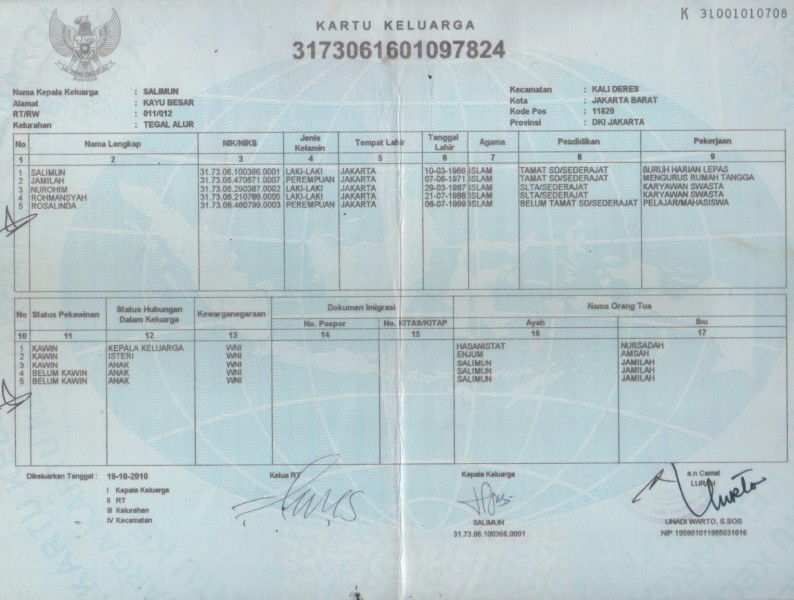 K 31001010708
KARTU KELUARGA
3173061601097824
Nama Kepala Keluarga : SALIMUN
Alamat : KAYU BESAR
RT/RW : 011/012
Kelurahan : TEGAL ALUR
Kecamatan : KALI DERES
Kota : JAKARTA BARAT
Kode Pos : 11820
Provinsi : DKI JAKARTA
No Nama Lengkap NIK/NIKS Jenis Kelamin Tempat Lahir Tanggal Lahir Agama Pendidikan Pekerjaan
1 2 3 4 5 6 7 8 9
1 SALIMUN 31.73.06.100366.0001 LAKI-LAKI JAKARTA 10-03-1966 ISLAM TAMAT SD/SEDERAJAT BURUH HARIAN LEPAS
2 JAMILAH 31.73.06.470671.0007 PEREMPUAN JAKARTA 07-06-1971 ISLAM TAMAT SD/SEDERAJAT MENGURUS RUMAH TANGGA
3 NUROHIM 31.73.06.290387.0002 LAKI-LAKI JAKARTA 29-03-1987 ISLAM SLTA/SEDERAJAT KARYAWAN SWASTA
4 ROHMANSYAH 31.73.06.210788.0005 LAKI-LAKI JAKARTA 21-07-1988 ISLAM SLTA/SEDERAJAT KARYAWAN SWASTA
5 ROSALINDA 31.73.06.460799.0003 PEREMPUAN JAKARTA 06-07-1999 ISLAM BELUM TAMAT SD/SEDERAJAT PELAJAR/MAHASISWA
No Status Pekawinan Status Hubungan Dalam Keluarga Kewarganegaraan Dokumen Imigrasi Nama Orang Tua
No. Paspor No. KITAS/KITAP Ayah Ibu
10 11 12 13 14 15 16 17
1 KAWIN KEPALA KELUARGA WNI HASANISTAT NURSADAH
2 KAWIN ISTERI WNI ENJUM AMSAH
3 KAWIN ANAK WNI SALIMUN JAMILAH
4 BELUM KAWIN ANAK WNI SALIMUN JAMILAH
5 BELUM KAWIN ANAK WNI SALIMUN JAMILAH
Dikeluarkan Tanggal : 19-10-2010
I Kepala Keluarga
II RT
III Kelurahan
IV Kecamatan
Ketua RT
Kepala Keluarga
SALIMUN
31.73.06.100366.0001
a.n Camat
LURAH
UNADI WARTO, S.SOS
NIP 195901011985031016